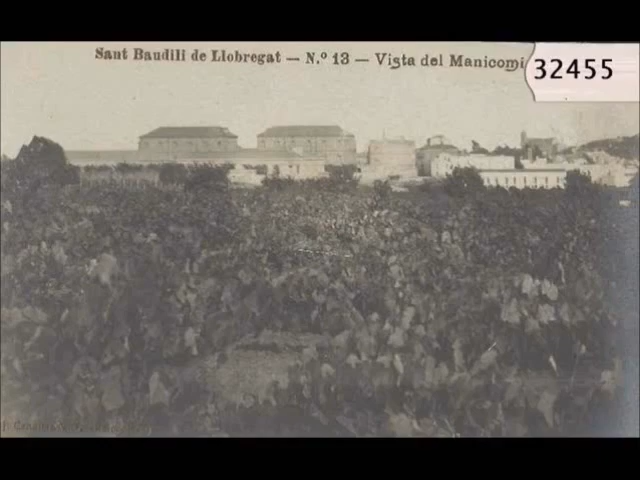 Sant Baudili de Llobregat — N.º 13 — Vista del Manicomi
32455